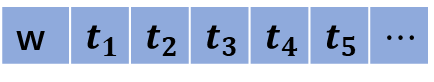 w t₁ t₂ t₃ t₄ t₅ ⋯